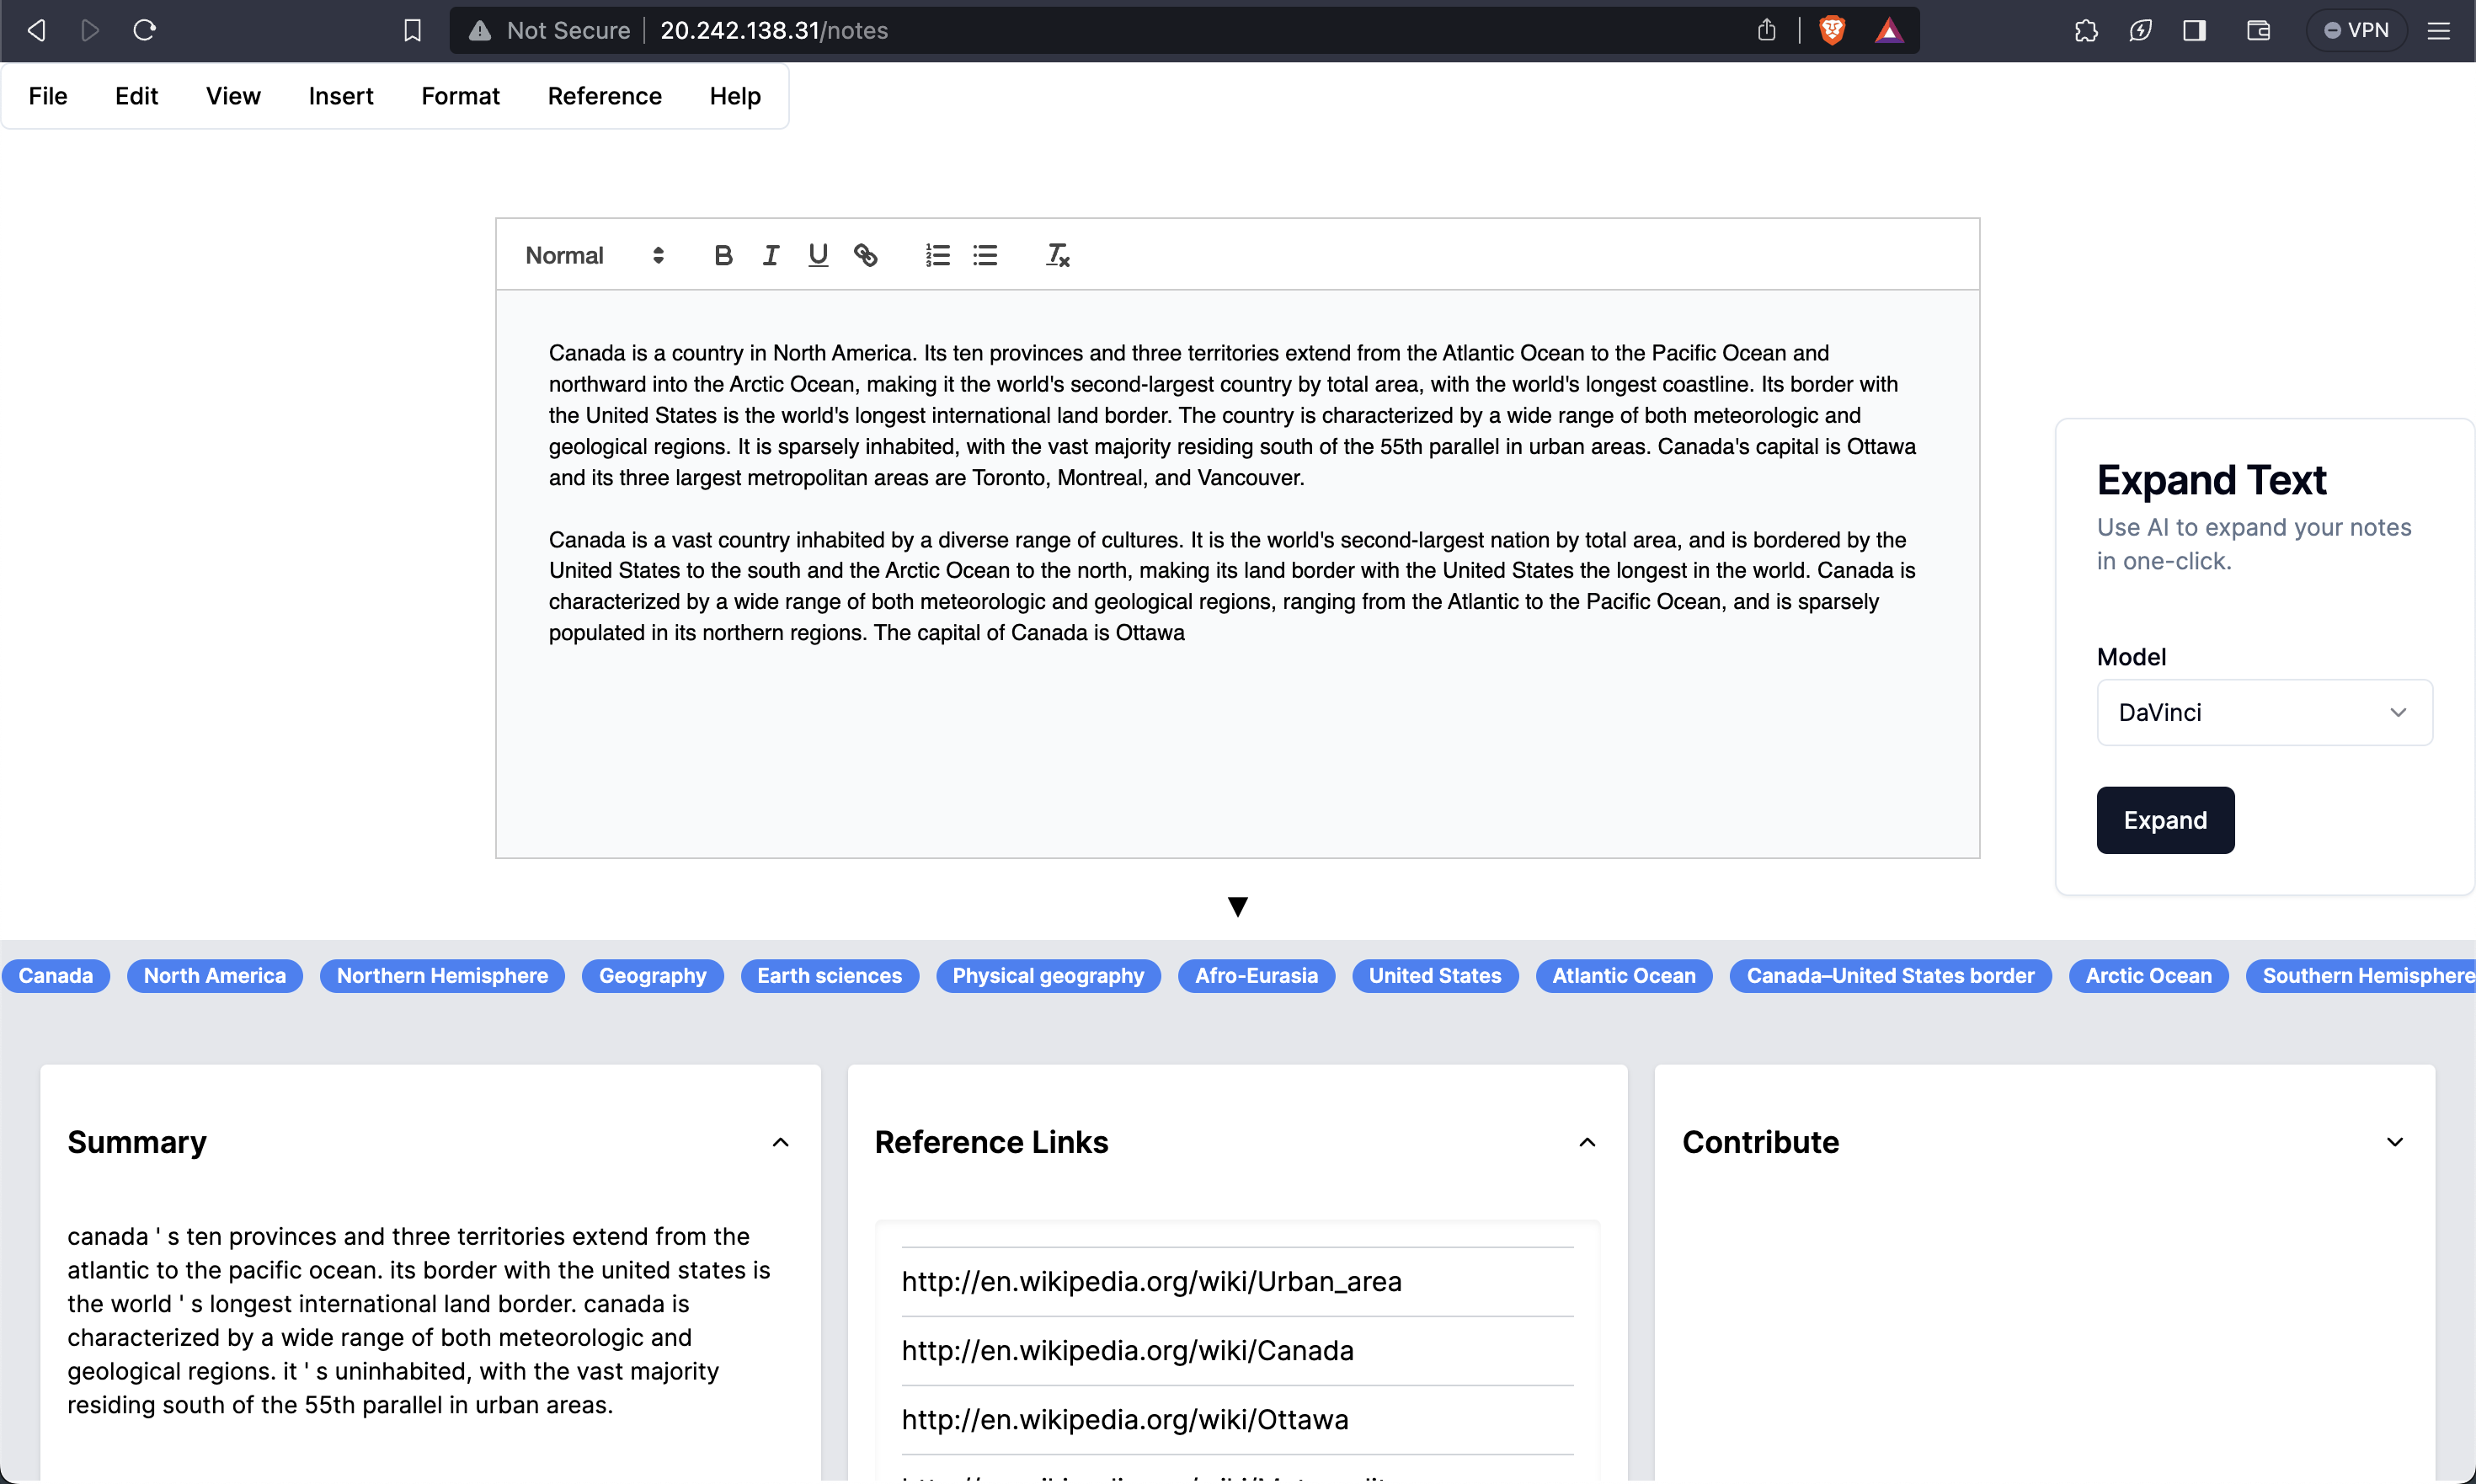 Not Secure | 20.242.138.31/notes
VPN
File Edit View Insert Format Reference Help
Normal B I U
Canada is a country in North America. Its ten provinces and three territories extend from the Atlantic Ocean to the Pacific Ocean and
northward into the Arctic Ocean, making it the world's second-largest country by total area, with the world's longest coastline. Its border with
the United States is the world's longest international land border. The country is characterized by a wide range of both meteorologic and
geological regions. It is sparsely inhabited, with the vast majority residing south of the 55th parallel in urban areas. Canada's capital is Ottawa
and its three largest metropolitan areas are Toronto, Montreal, and Vancouver.
Canada is a vast country inhabited by a diverse range of cultures. It is the world's second-largest nation by total area, and is bordered by the
United States to the south and the Arctic Ocean to the north, making its land border with the United States the longest in the world. Canada is
characterized by a wide range of both meteorologic and geological regions, ranging from the Atlantic to the Pacific Ocean, and is sparsely
populated in its northern regions. The capital of Canada is Ottawa
Expand Text
Use AI to expand your notes
in one-click.
Model
DaVinci
Expand
Canada North America Northern Hemisphere Geography Earth sciences Physical geography Afro-Eurasia United States Atlantic Ocean Canada–United States border Arctic Ocean Southern Hemisphere
Summary
canada ' s ten provinces and three territories extend from the
atlantic to the pacific ocean. its border with the united states is
the world ' s longest international land border. canada is
characterized by a wide range of both meteorologic and
geological regions. it ' s uninhabited, with the vast majority
residing south of the 55th parallel in urban areas.
Reference Links
http://en.wikipedia.org/wiki/Urban_area
http://en.wikipedia.org/wiki/Canada
http://en.wikipedia.org/wiki/Ottawa
Contribute